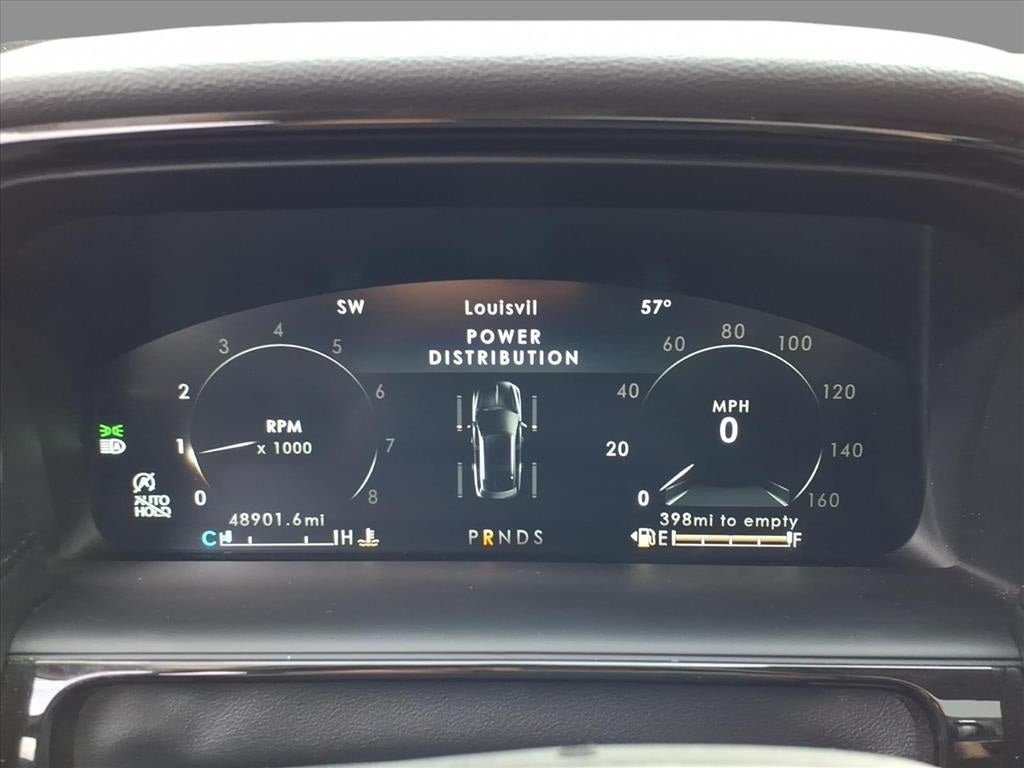 SW Louisvil 57°
POWER
DISTRIBUTION
4
3 5
2 6
1 7
0 8
RPM
x 1000
80
60 100
40 120
20 140
0 160
MPH
0
A
A
AUTO
HOLD
48901.6mi
398mi to empty
C H
PRNDS
E F